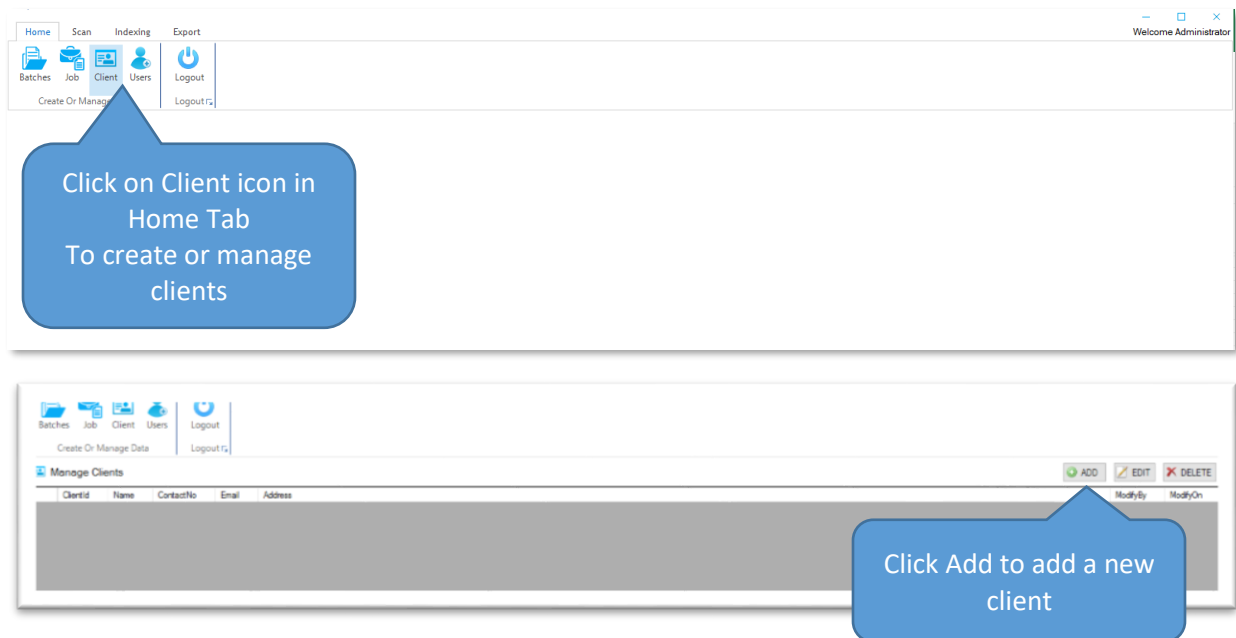 Home Scan Indexing Export
Welcome Administrator
Batches Job Client Users Logout
Create Or Manage
Logout
Click on Client icon in
Home Tab
To create or manage
clients
Batches Job Client Users Logout
Create Or Manage Data Logout
Manage Clients
ADD EDIT DELETE
ClientId Name ContactNo Email Address ModifyBy ModifyOn
Click Add to add a new
client